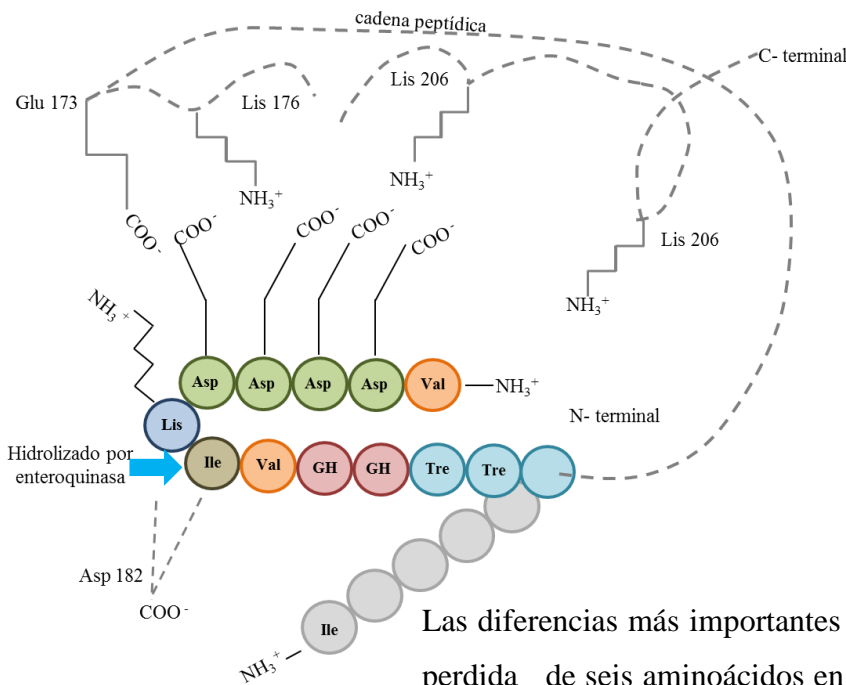 cadena peptídica
C- terminal
Glu 173
Lis 176
Lis 206
NH₃⁺
NH₃⁺
COO⁻
COO⁻
COO⁻
COO⁻
COO⁻
Lis 206
NH₃⁺
NH₃⁺
Asp Asp Asp Asp Val
NH₃⁺
Lis
N- terminal
Hidrolizado por
enteroquinasa
Ile Val GH GH Tre Tre
Asp 182
COO⁻
Ile
NH₃⁺
Las diferencias más importantes
perdida de seis aminoácidos en